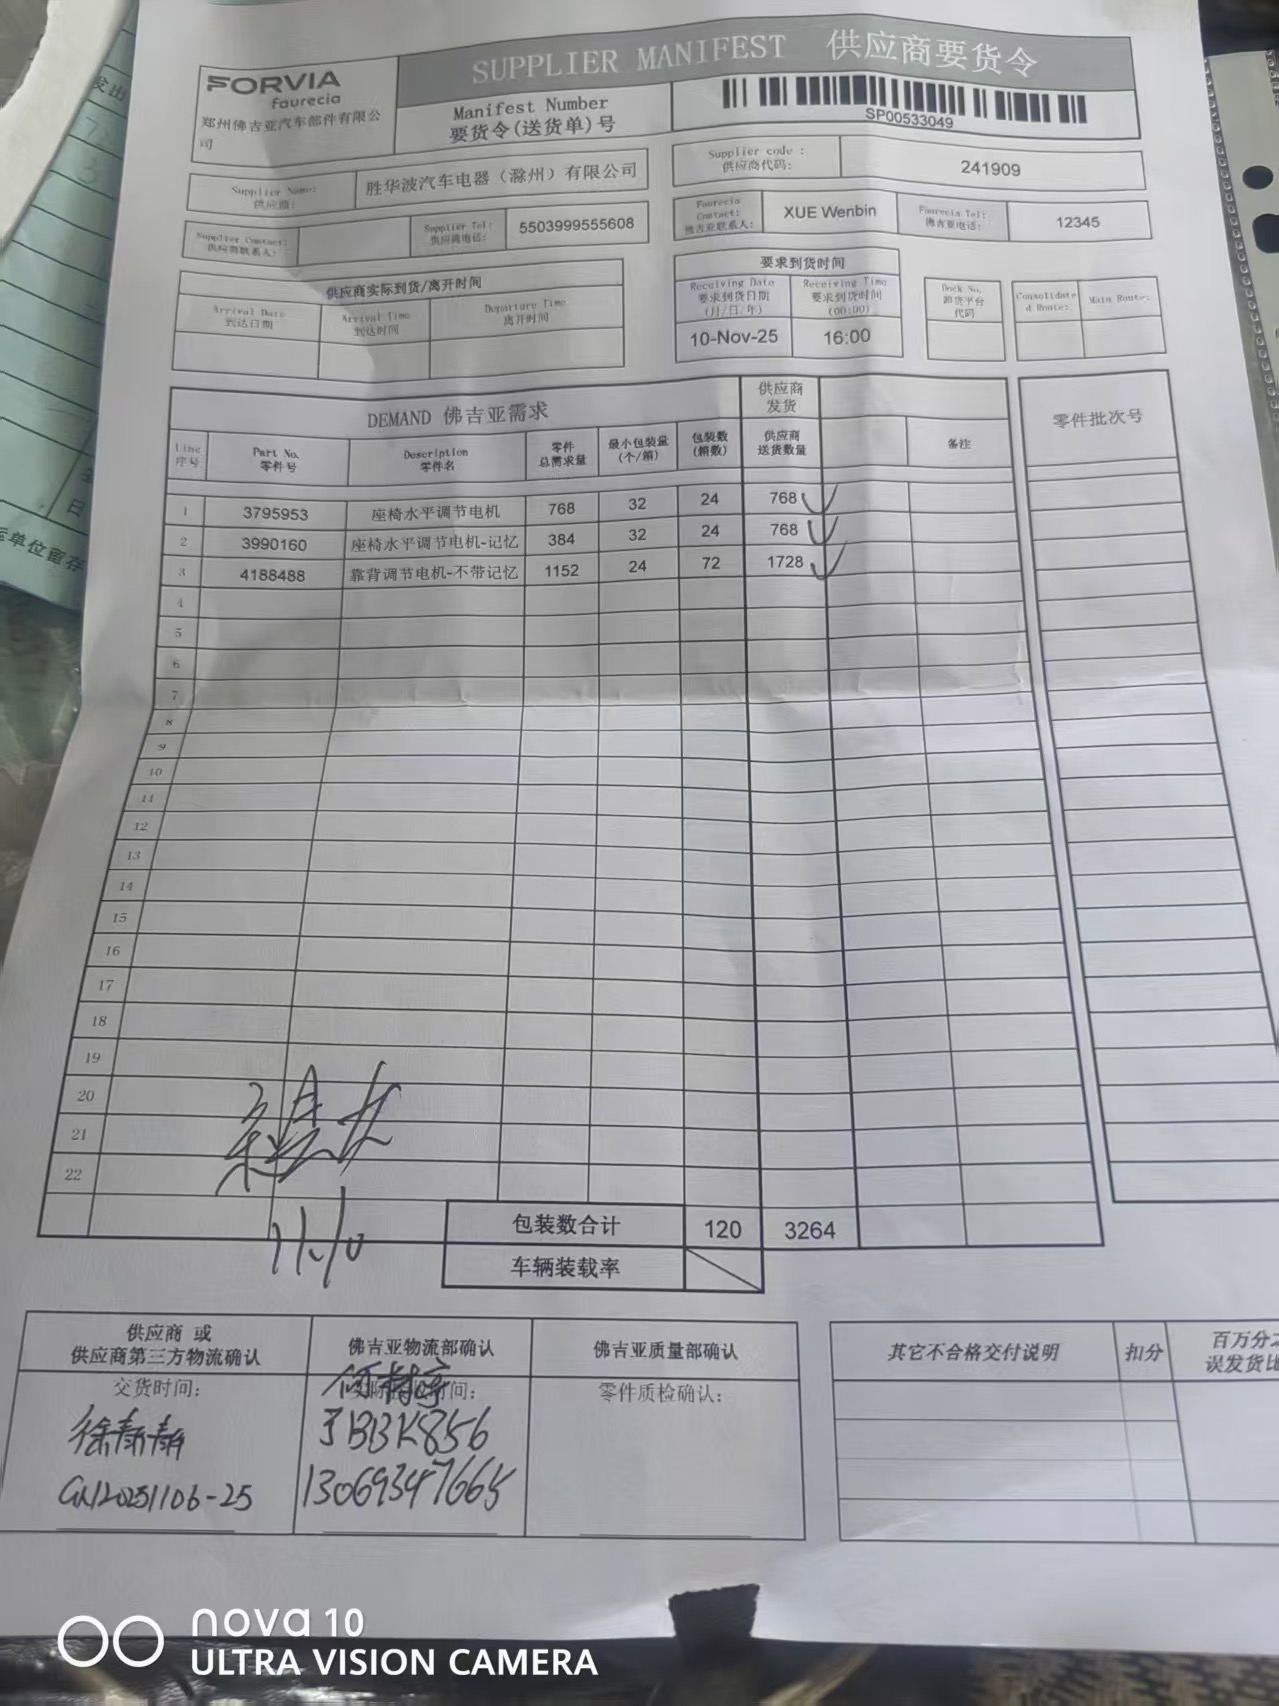 FORVIA
faurecia
郑州佛吉亚汽车部件有限公
司
SUPPLIER MANIFEST 供应商要货令
Manifest Number
要货令(送货单)号
SP00533049
Supplier Name:
供应商:
胜华波汽车电器（滁州）有限公司
Supplier code :
供应商代码:
241909
Supplier Contact:
供应商联系人:
Supplier Tel:
供应商电话:
5503999555608
Faurecia
Contact:
佛吉亚联系人:
XUE Wenbin
Faurecia Tel:
佛吉亚电话:
12345
供应商实际到货/离开时间
Arrival Date
到达日期
Arrival Time
到达时间
Departure Time
离开时间
要求到货时间
Receiving Date
要求到货日期
(月/日/年)
Receiving Time
要求到货时间
(00:00)
10-Nov-25
16:00
Dock No.
卸货平台
代码
Consolidate
d Route:
Main Route:
DEMAND 佛吉亚需求
供应商
发货
零件批次号
Line
序号
Part No.
零件号
Description
零件名
零件
总需求量
最小包装量
(个/箱)
包装数
(箱数)
供应商
送货数量
备注
1 3795953 座椅水平调节电机 768 32 24 768
2 3990160 座椅水平调节电机-记忆 384 32 24 768
3 4188488 靠背调节电机-不带记忆 1152 24 72 1728
4
5
6
7
8
9
10
11
12
13
14
15
16
17
18
19
20
21
22
11.10
包装数合计 120 3264
车辆装载率
供应商 或
供应商第三方物流确认
佛吉亚物流部确认
佛吉亚质量部确认
交货时间:
零件质检确认:
徐静静
JBBK856
13069347665
其它不合格交付说明
扣分
百万分之
误发货比
发出
日
单位留存
nova 10
ULTRA VISION CAMERA